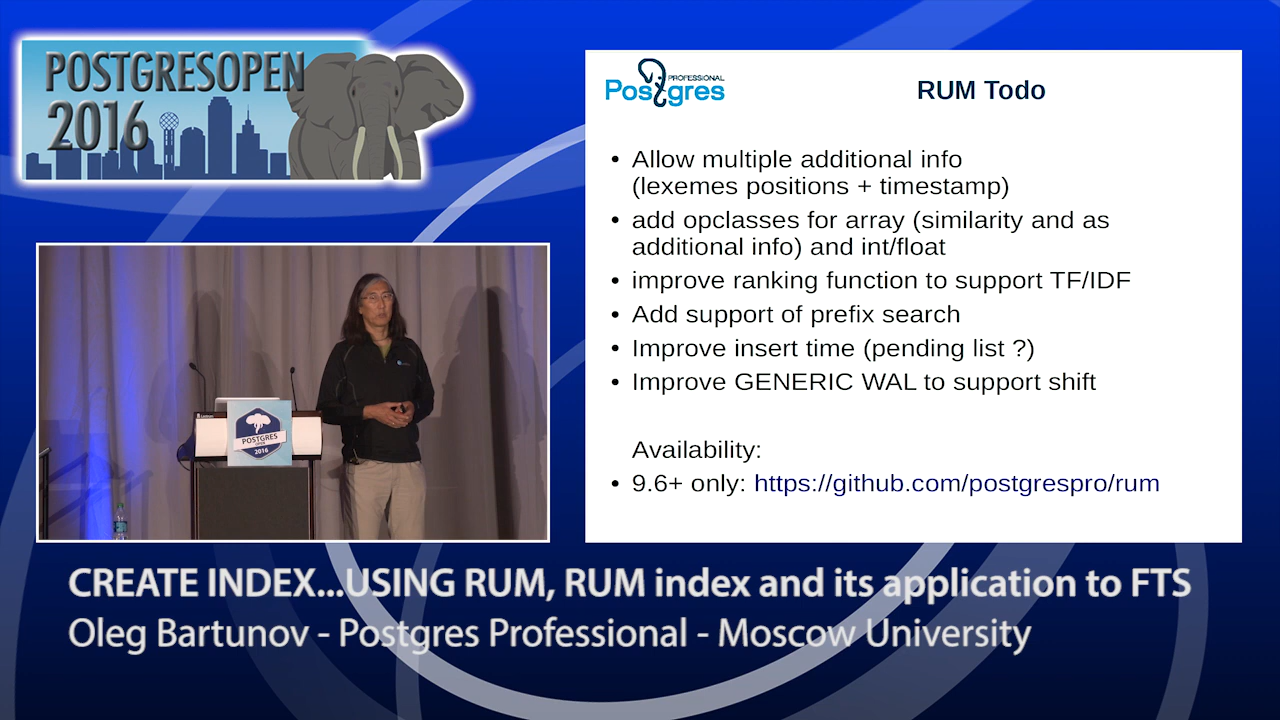 POSTGRESOPEN
2016
PROFESSIONAL
Postgres
RUM Todo
• Allow multiple additional info
(lexemes positions + timestamp)
• add opclasses for array (similarity and as
additional info) and int/float
• improve ranking function to support TF/IDF
• Add support of prefix search
• Improve insert time (pending list ?)
• Improve GENERIC WAL to support shift
Availability:
• 9.6+ only: https://github.com/postgrespro/rum
POSTGRES
OPEN
2016
CREATE INDEX...USING RUM, RUM index and its application to FTS
Oleg Bartunov - Postgres Professional - Moscow University